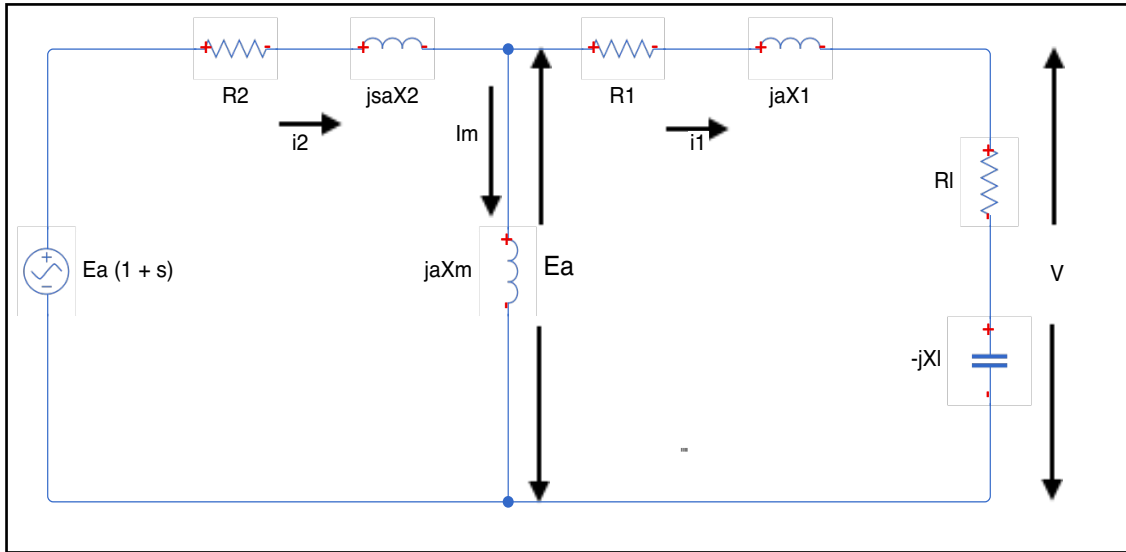 R2
jsaX2
R1
jaX1
i2
Im
i1
Rl
Ea (1 + s)
jaXm
Ea
V
-jXl